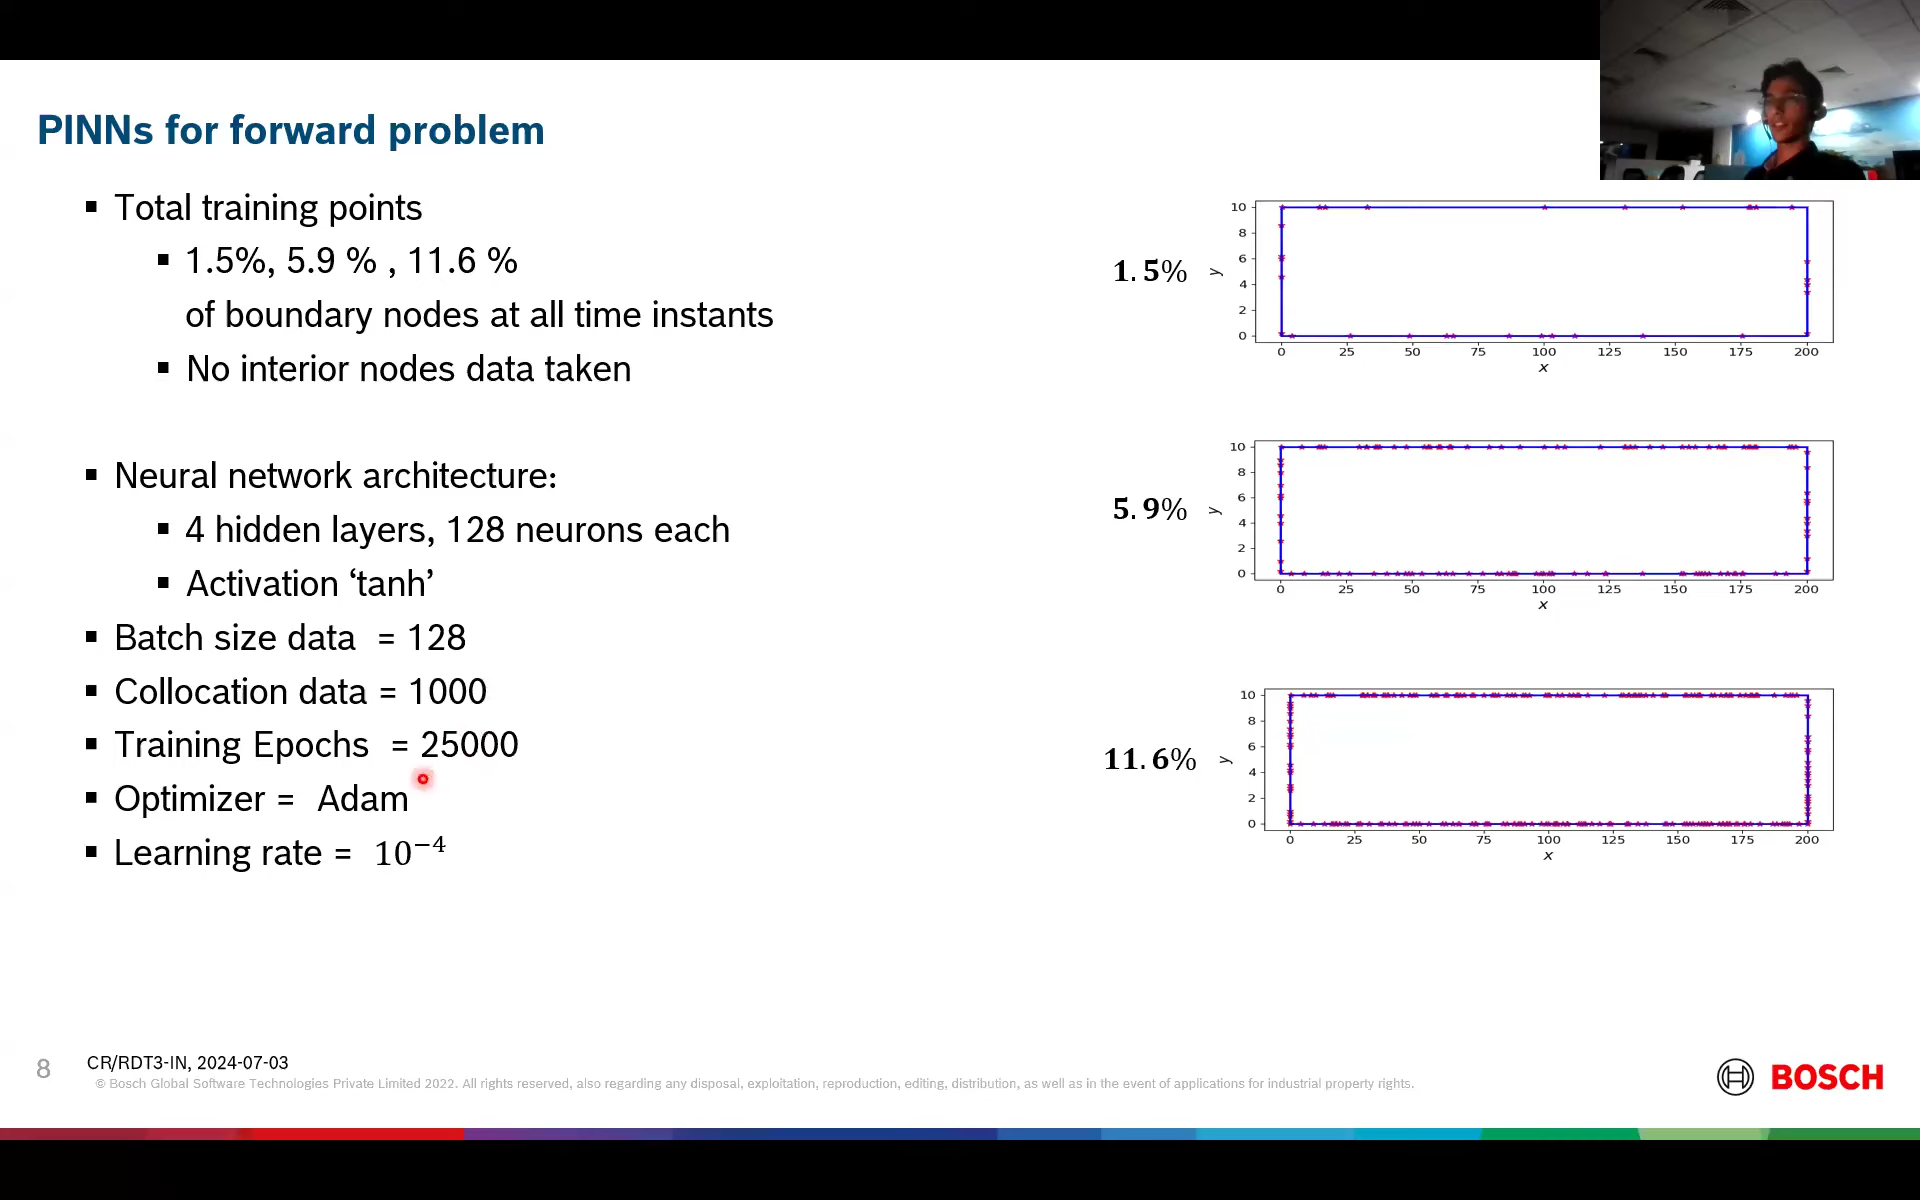 PINNs for forward problem
▪ Total training points
▪ 1.5%, 5.9 % , 11.6 %
of boundary nodes at all time instants
▪ No interior nodes data taken
▪ Neural network architecture:
▪ 4 hidden layers, 128 neurons each
▪ Activation ‘tanh’
▪ Batch size data = 128
▪ Collocation data = 1000
▪ Training Epochs = 25000
▪ Optimizer = Adam
▪ Learning rate = 10⁻⁴
1.5%
y
10
8
6
4
2
0
0 25 50 75 100 125 150 175 200
x
5.9%
y
10
8
6
4
2
0
0 25 50 75 100 125 150 175 200
x
11.6%
y
10
8
6
4
2
0
0 25 50 75 100 125 150 175 200
x
8
CR/RDT3-IN, 2024-07-03
© Bosch Global Software Technologies Private Limited 2022. All rights reserved, also regarding any disposal, exploitation, reproduction, editing, distribution, as well as in the event of applications for industrial property rights.
BOSCH